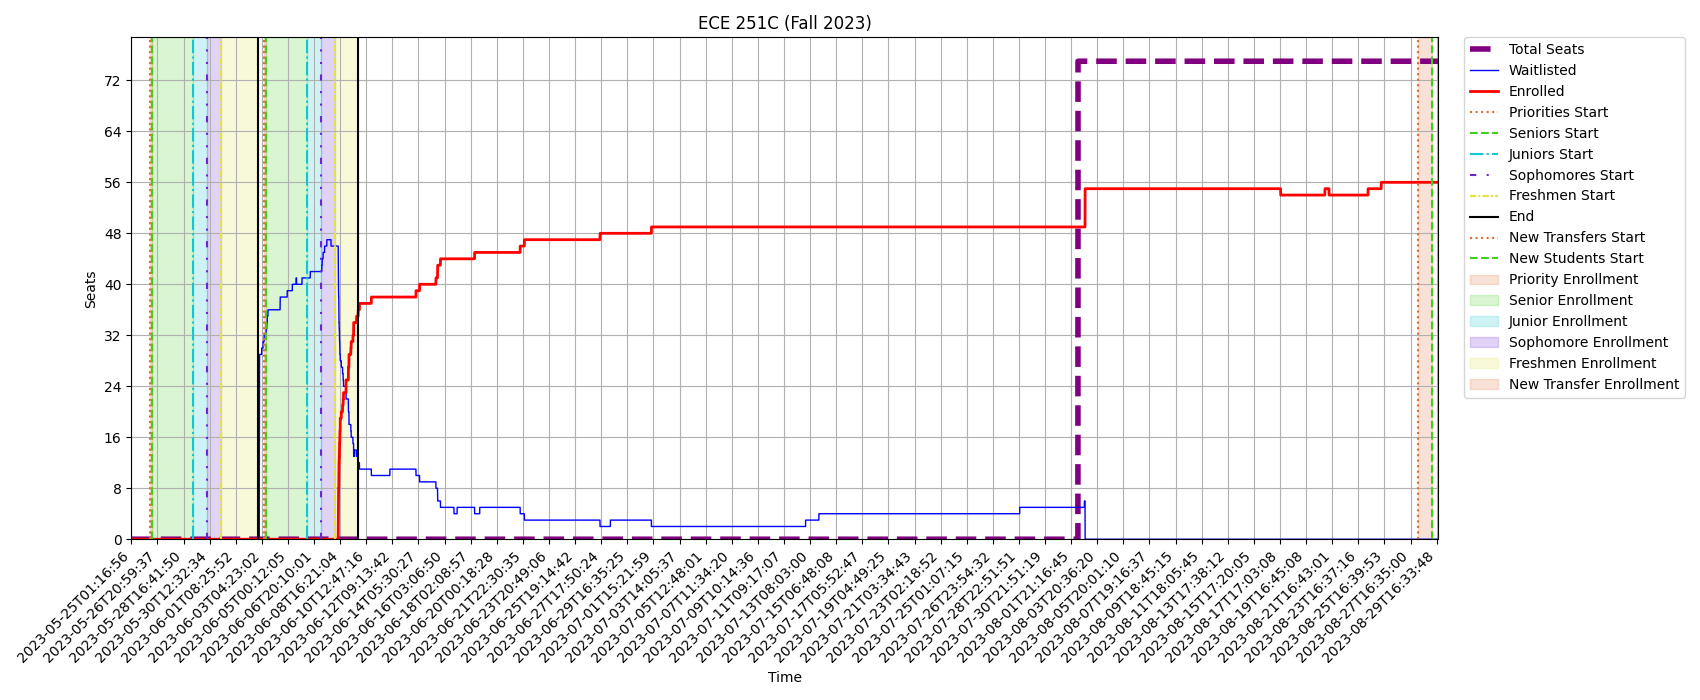 ECE 251C (Fall 2023)
Seats
72
64
56
48
40
32
24
16
8
0
2023-05-25T01:16:56
2023-05-26T20:59:37
2023-05-28T16:41:50
2023-05-30T12:32:34
2023-06-01T08:25:52
2023-06-03T04:23:02
2023-06-05T00:12:05
2023-06-06T20:10:01
2023-06-08T16:21:04
2023-06-10T12:47:16
2023-06-12T09:13:42
2023-06-14T05:30:27
2023-06-16T03:06:50
2023-06-18T02:08:57
2023-06-20T00:18:28
2023-06-21T22:30:35
2023-06-23T20:49:06
2023-06-25T19:14:42
2023-06-27T17:50:24
2023-06-29T16:35:25
2023-07-01T15:21:59
2023-07-03T14:05:37
2023-07-05T12:48:01
2023-07-07T11:34:20
2023-07-09T10:14:36
2023-07-11T09:17:07
2023-07-13T08:03:00
2023-07-15T06:48:08
2023-07-17T05:52:47
2023-07-19T04:49:25
2023-07-21T03:34:43
2023-07-23T02:18:52
2023-07-25T01:07:15
2023-07-26T23:54:32
2023-07-28T22:51:51
2023-07-30T21:51:19
2023-08-01T21:16:45
2023-08-03T20:36:20
2023-08-05T20:01:10
2023-08-07T19:16:37
2023-08-09T18:45:15
2023-08-11T18:05:45
2023-08-13T17:38:12
2023-08-15T17:20:05
2023-08-17T17:03:08
2023-08-19T16:45:08
2023-08-21T16:43:01
2023-08-23T16:37:16
2023-08-25T16:39:53
2023-08-27T16:35:00
2023-08-29T16:33:48
Time
Total Seats
Waitlisted
Enrolled
Priorities Start
Seniors Start
Juniors Start
Sophomores Start
Freshmen Start
End
New Transfers Start
New Students Start
Priority Enrollment
Senior Enrollment
Junior Enrollment
Sophomore Enrollment
Freshmen Enrollment
New Transfer Enrollment